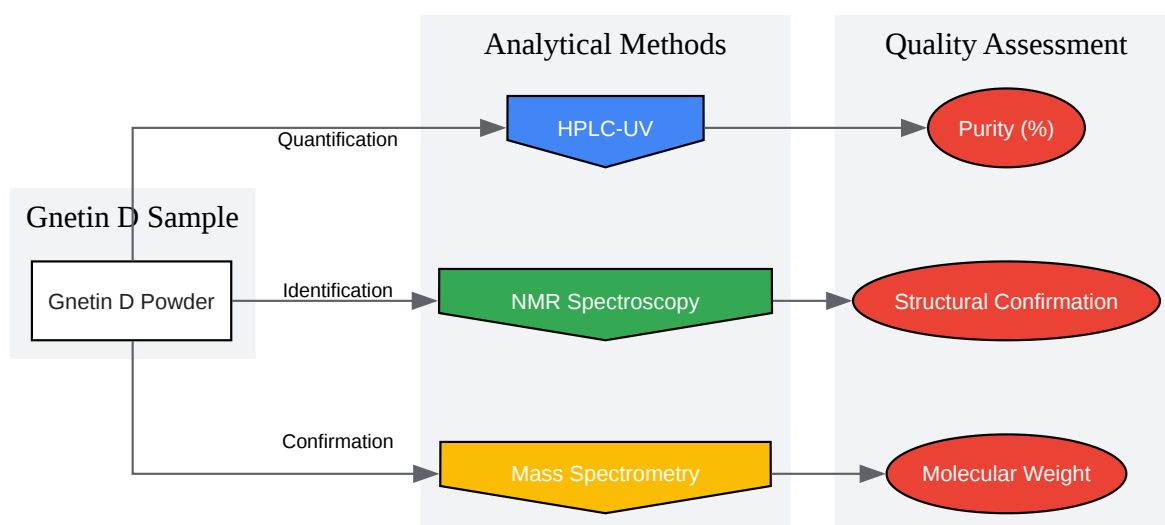 Analytical Methods
Quality Assessment
Quantification
HPLC-UV
Purity (%)
Gnetin D Sample
Gnetin D Powder
Identification
NMR Spectroscopy
Structural Confirmation
Confirmation
Mass Spectrometry
Molecular Weight